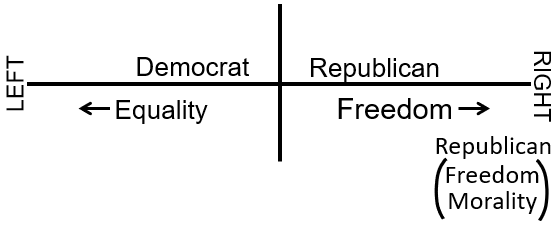 LEFT
Democrat
Republican
RIGHT
Equality
Freedom
Republican
(Freedom
Morality)